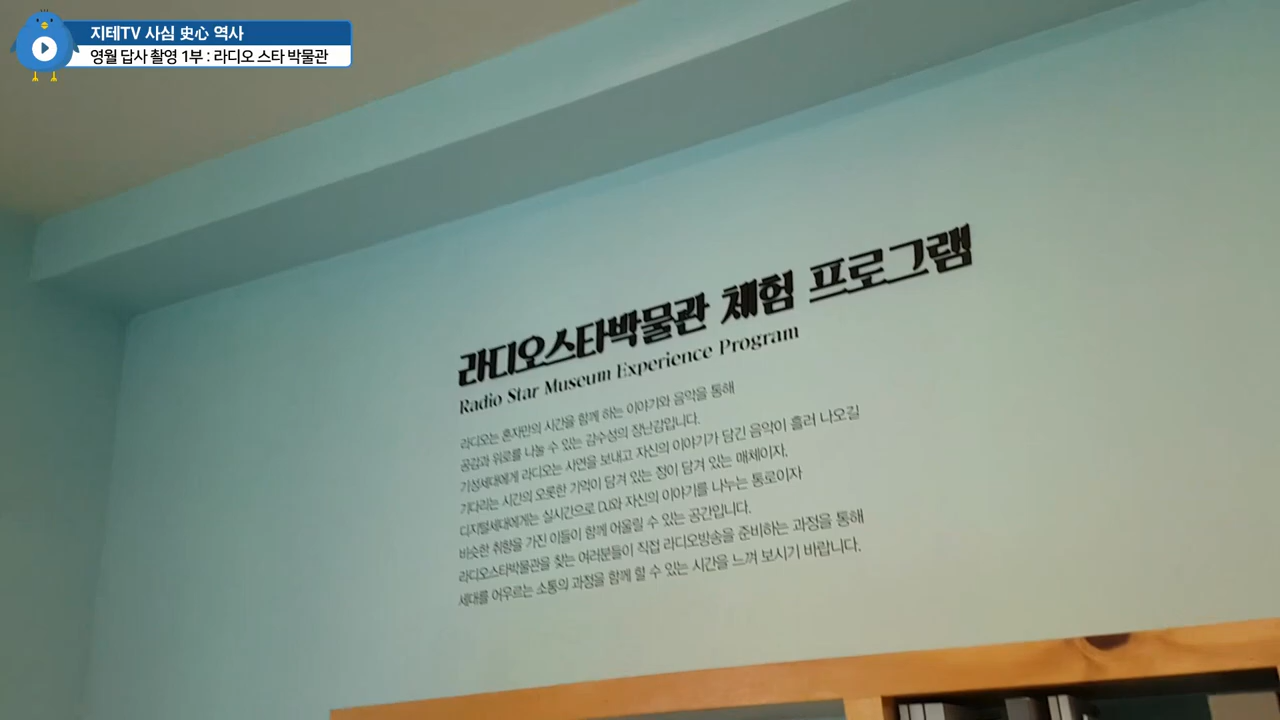 지테TV 사심 史心 역사
영월 답사 촬영 1부 : 라디오 스타 박물관
라디오스타박물관 체험 프로그램
Radio Star Museum Experience Program
라디오는 혼자만의 시간을 함께 하는 이야기와 음악을 통해
공감과 위로를 나눌 수 있는 감수성의 장난감입니다.
기성세대에게 라디오는 사연을 보내고 자신의 이야기가 담긴 음악이 흘러 나오길
기다리는 시간의 오롯한 기억이 담겨 있는 정이 담겨 있는 매체이자,
디지털세대에게는 실시간으로 DJ와 자신의 이야기를 나누는 통로이자
비슷한 취향을 가진 이들이 함께 어울릴 수 있는 공간입니다.
라디오스타박물관을 찾는 여러분들이 직접 라디오방송을 준비하는 과정을 통해
세대를 어우르는 소통의 과정을 함께 할 수 있는 시간을 느껴 보시기 바랍니다.